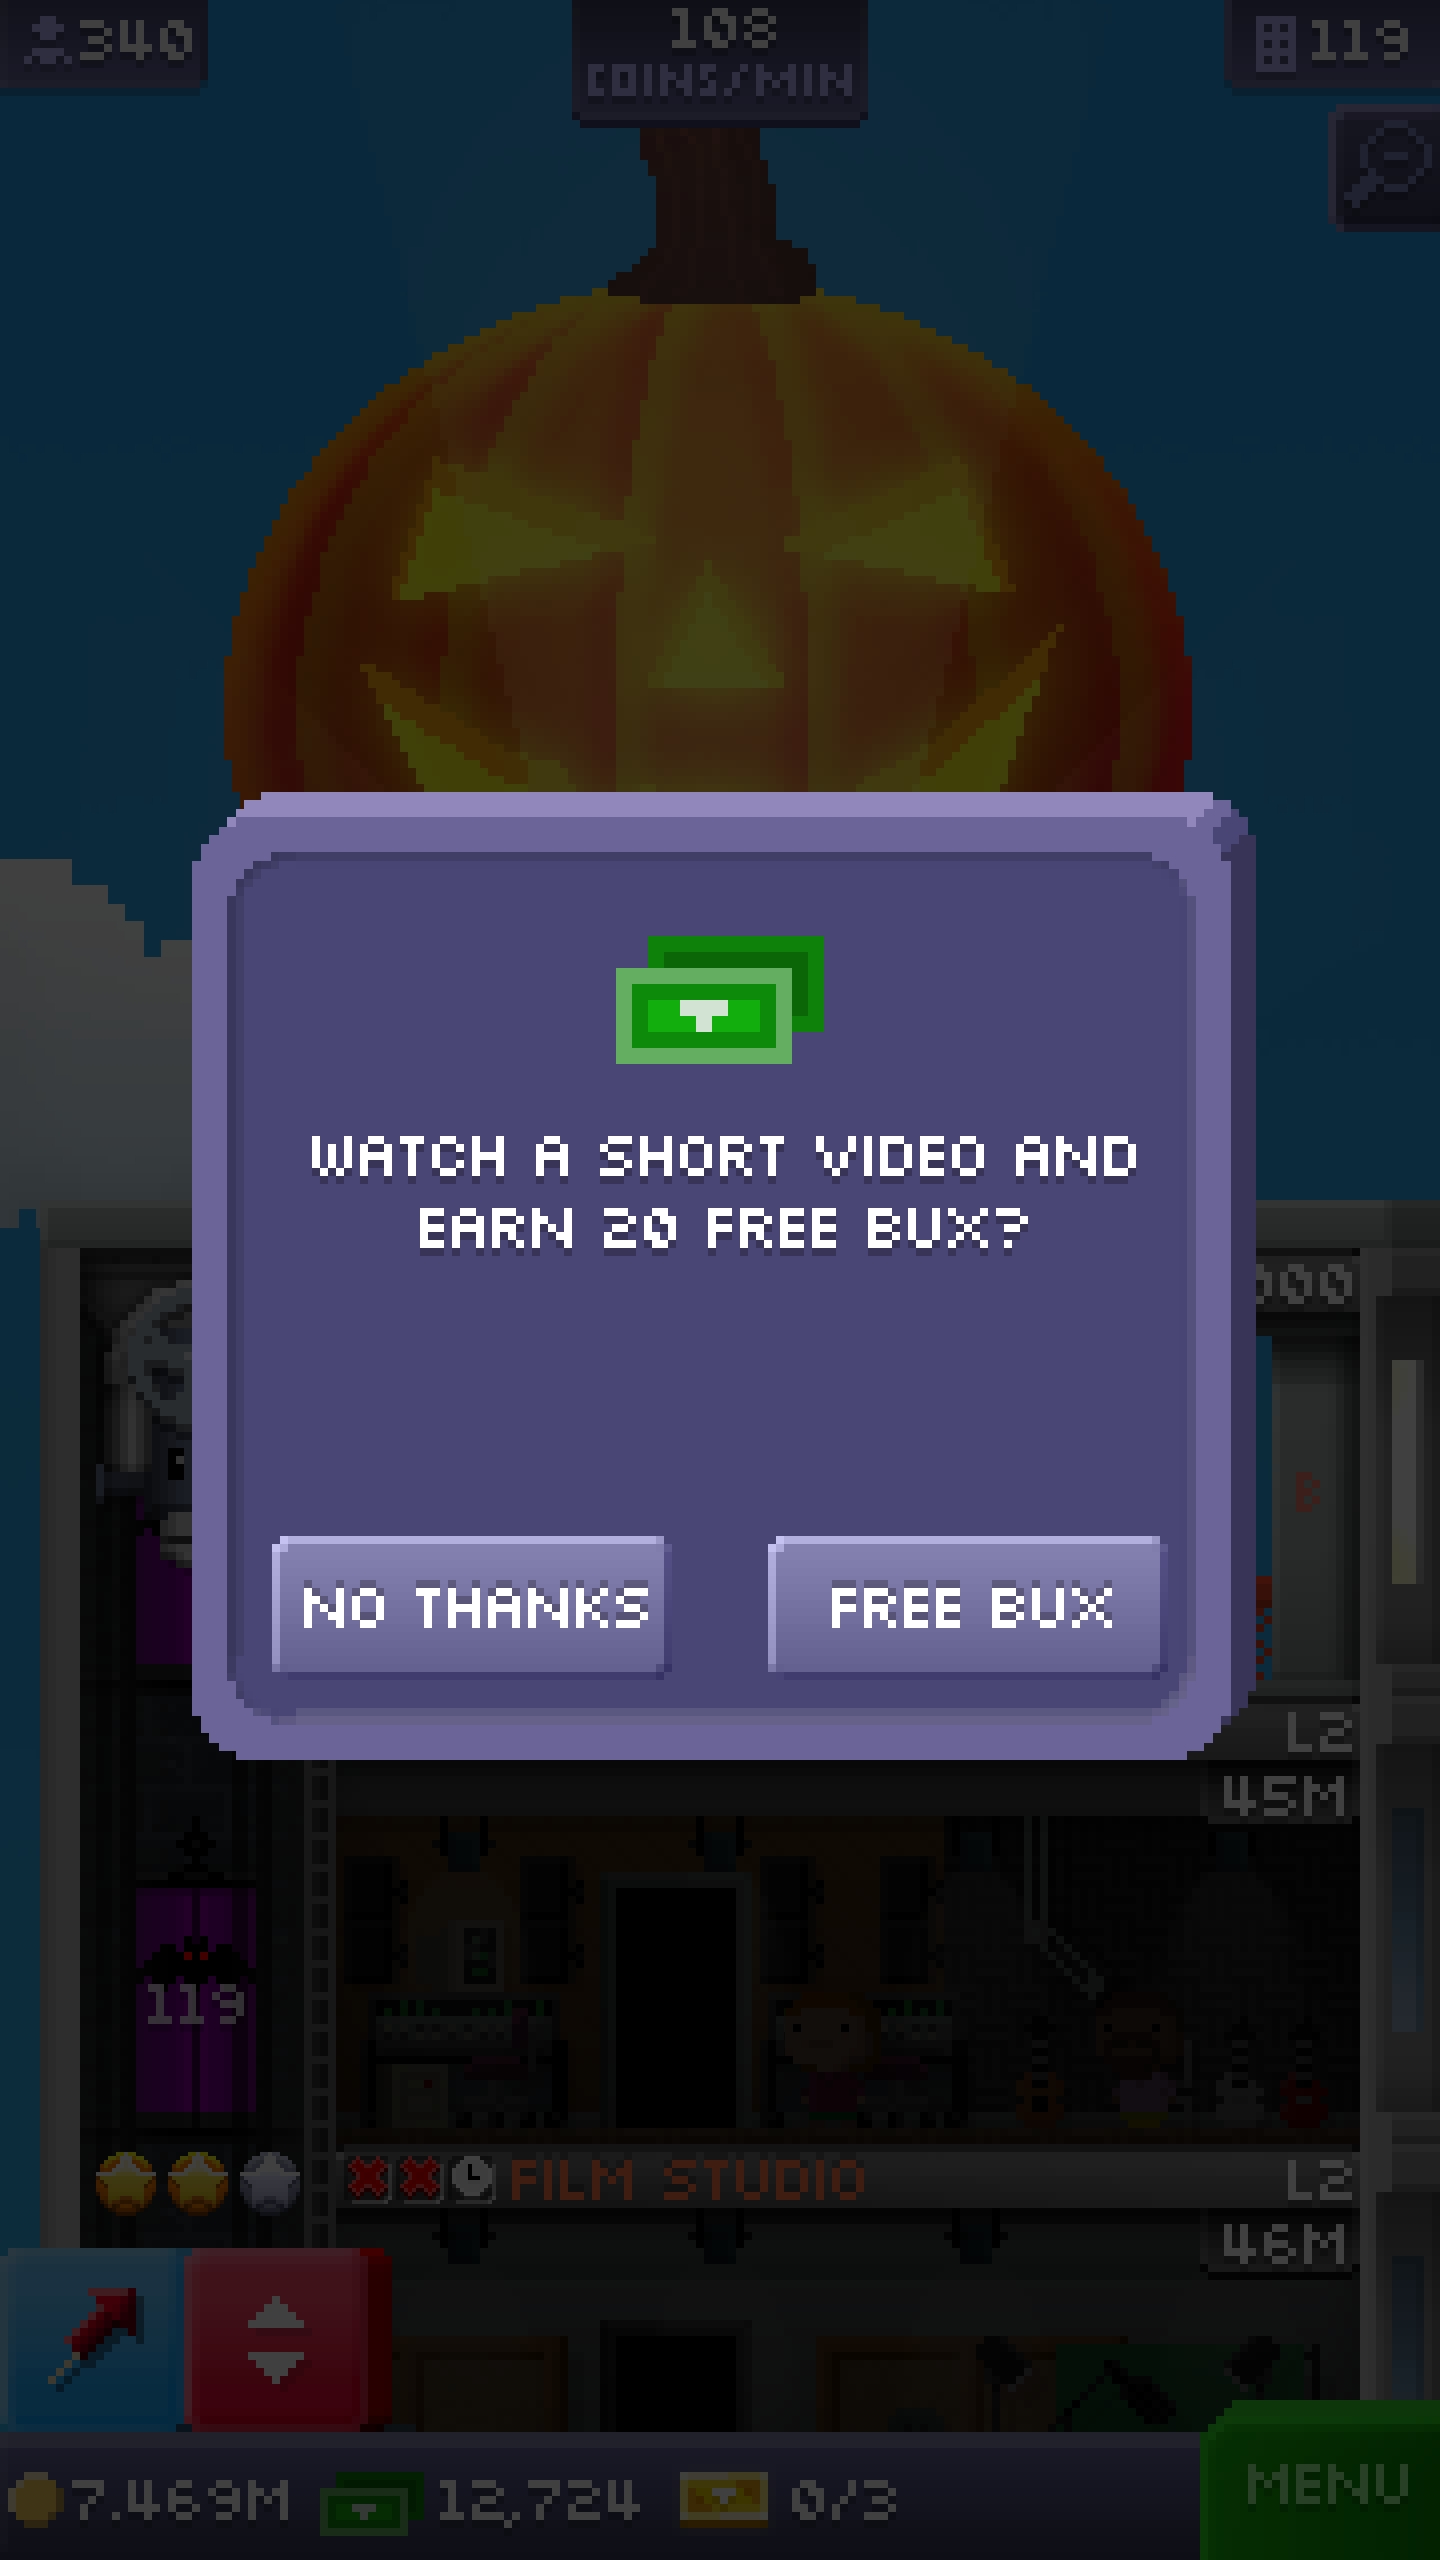 340
108
COINS/MIN
119
WATCH A SHORT VIDEO AND
EARN 20 FREE BUX?
000
B
NO THANKS
FREE BUX
L2
45M
119
FILM STUDIO
L2
46M
7.469M
12,724
0/3
MENU